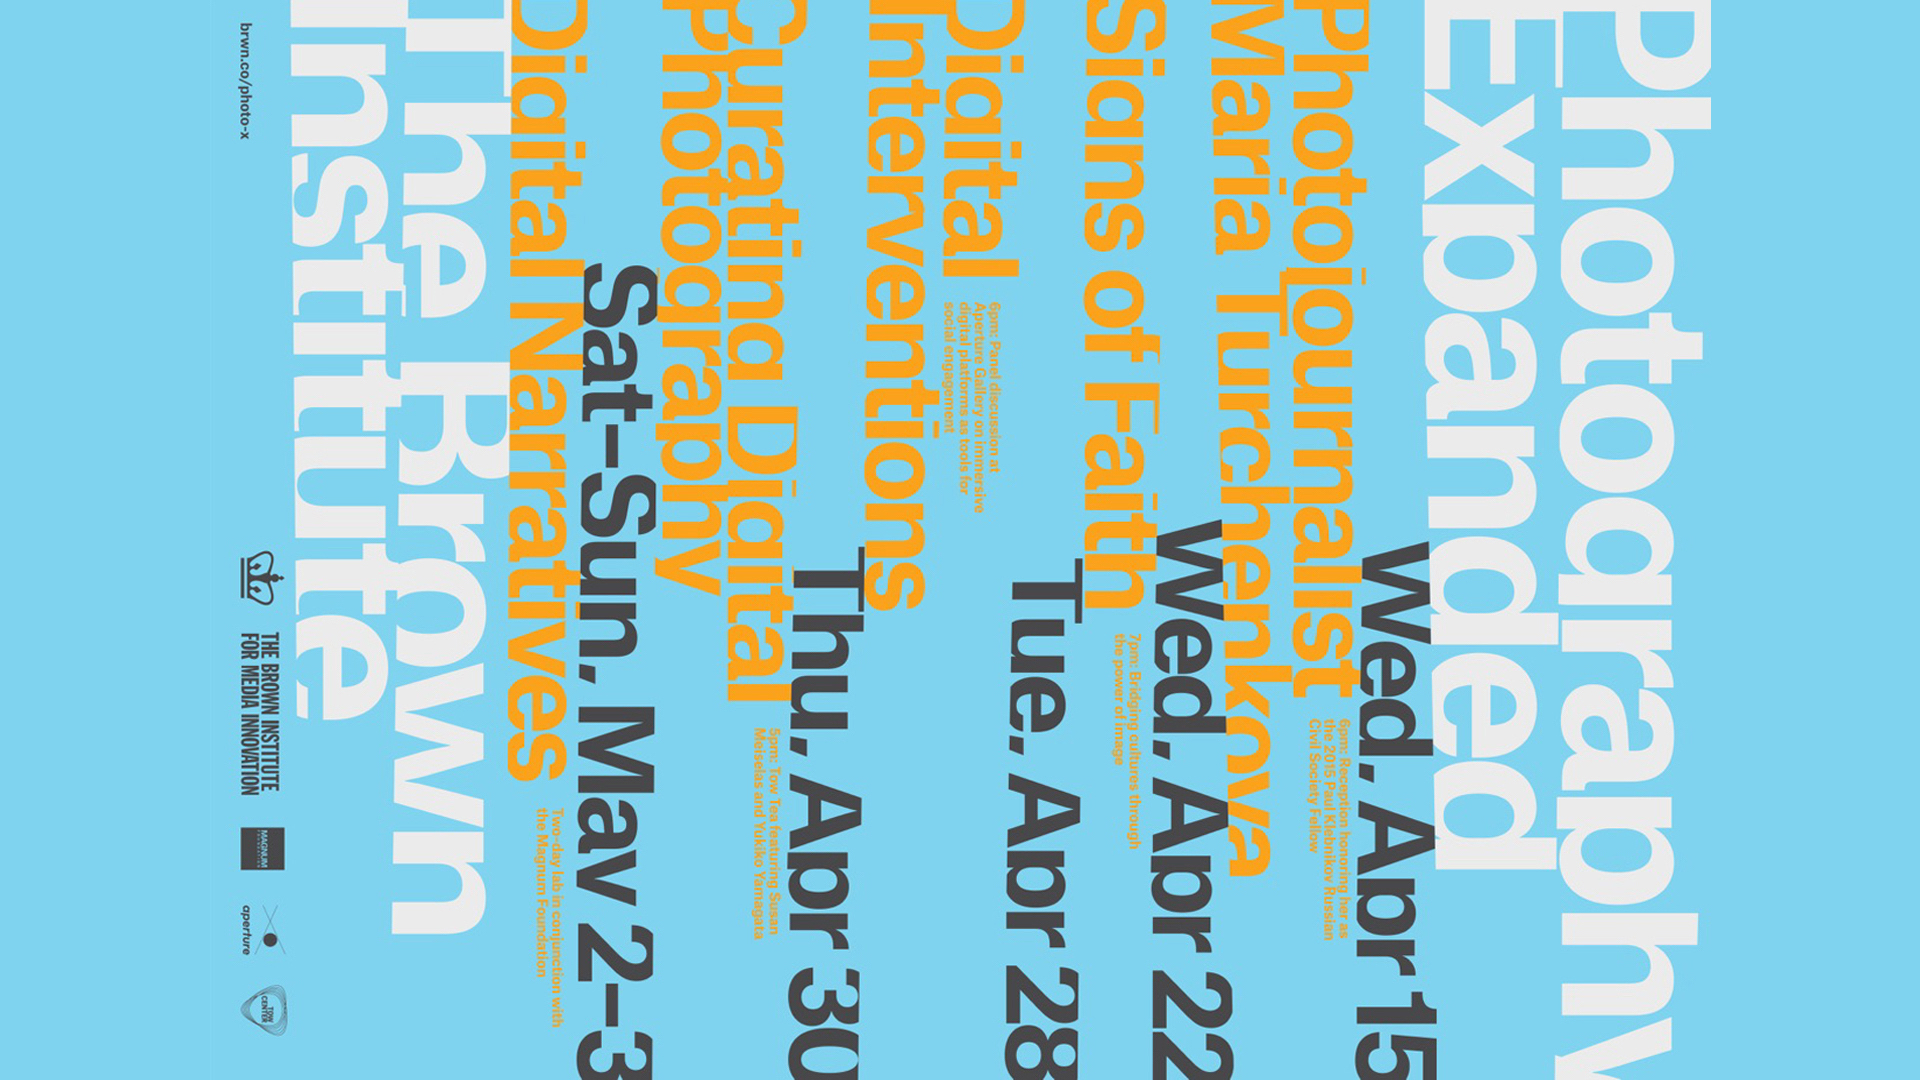 Photography
Expanded
Wed, Apr 15
Photojournalist
Maria Turchenkova
6pm: Reception honoring her as
the 2015 Paul Klebnikov Russian
Civil Society Fellow
Wed, Apr 22
Signs of Faith
7pm: Bridging cultures through
the power of image
Tue, Apr 28
Digital
Interventions
6pm: Panel discussion at
Aperture Gallery on immersive
digital platforms as tools for
social engagement
Thu, Apr 30
Curating Digital
Photography
5pm: Tow Tea featuring Susan
Meiselas and Yukiko Yamagata
Sat–Sun, May 2–3
Digital Narratives
Two-day lab in conjunction with
the Magnum Foundation
The Brown
Institute
brwn.co/photo-x
THE BROWN INSTITUTE
FOR MEDIA INNOVATION
MAGNUM
aperture
TOW
CENTER